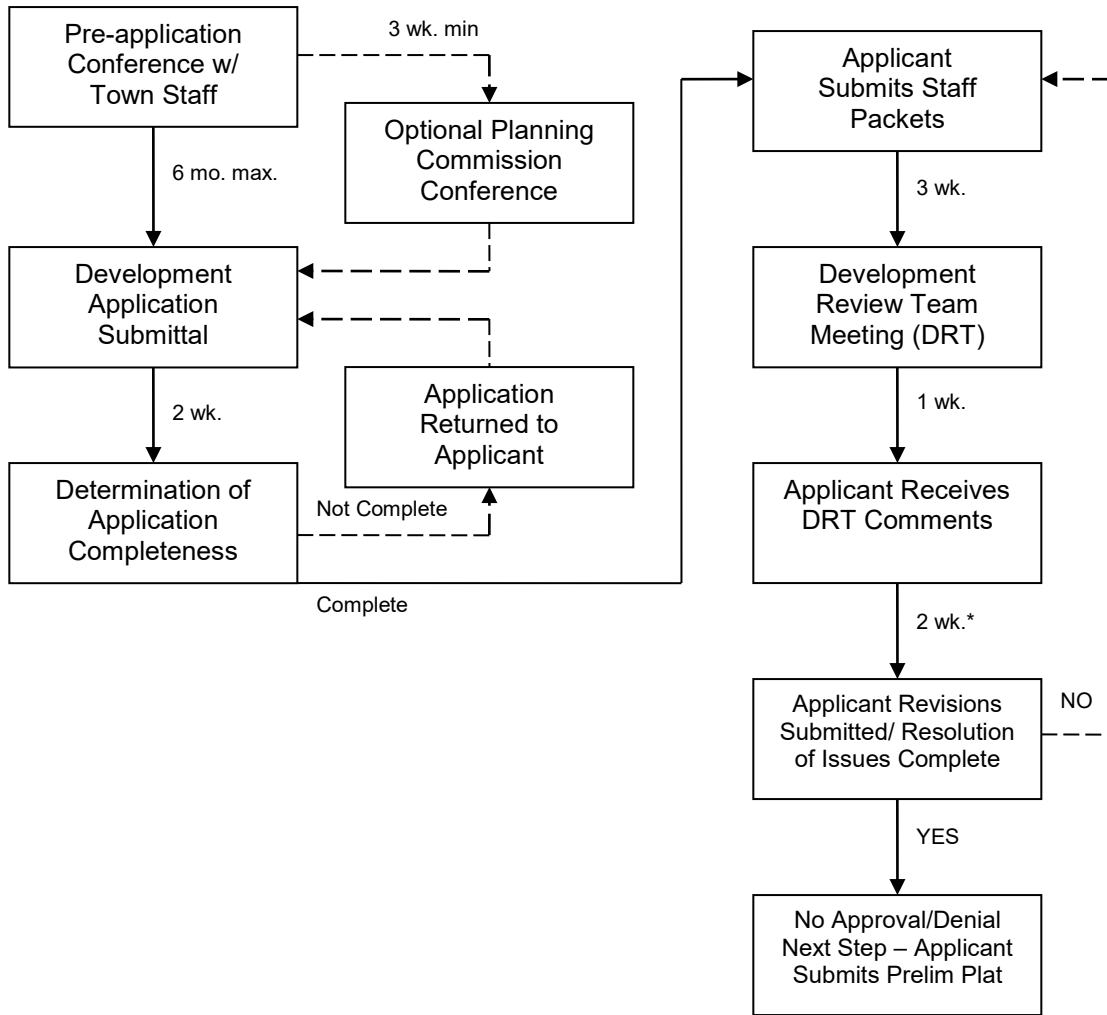 Pre-application
Conference w/
Town Staff
3 wk. min
Optional Planning
Commission
Conference
6 mo. max.
Development
Application
Submittal
2 wk.
Application
Returned to
Applicant
Determination of
Application
Completeness
Not Complete
Complete
Applicant
Submits Staff
Packets
3 wk.
Development
Review Team
Meeting (DRT)
1 wk.
Applicant Receives
DRT Comments
2 wk.*
Applicant Revisions
Submitted/ Resolution
of Issues Complete
NO
YES
No Approval/Denial
Next Step – Applicant
Submits Prelim Plat